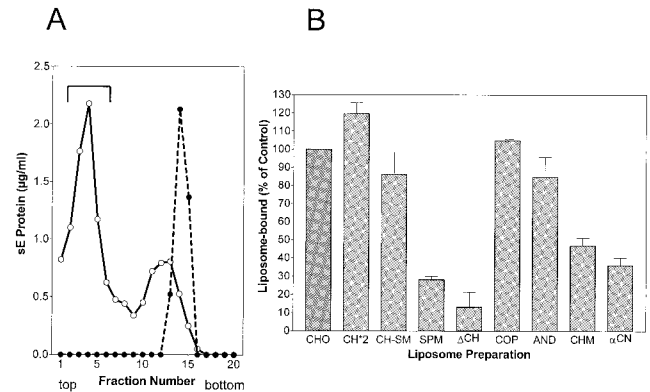 A
B
sE Protein (µg/ml)
2.5
2.0
1.5
1.0
0.5
0.0
1
5
10
15
20
top
Fraction Number
bottom
Liposome-bound (% of Control)
130
120
110
100
90
80
70
60
50
40
30
20
10
0
CHO
CH*2
CH-SM
SPM
ΔCH
COP
AND
CHM
αCN
Liposome Preparation